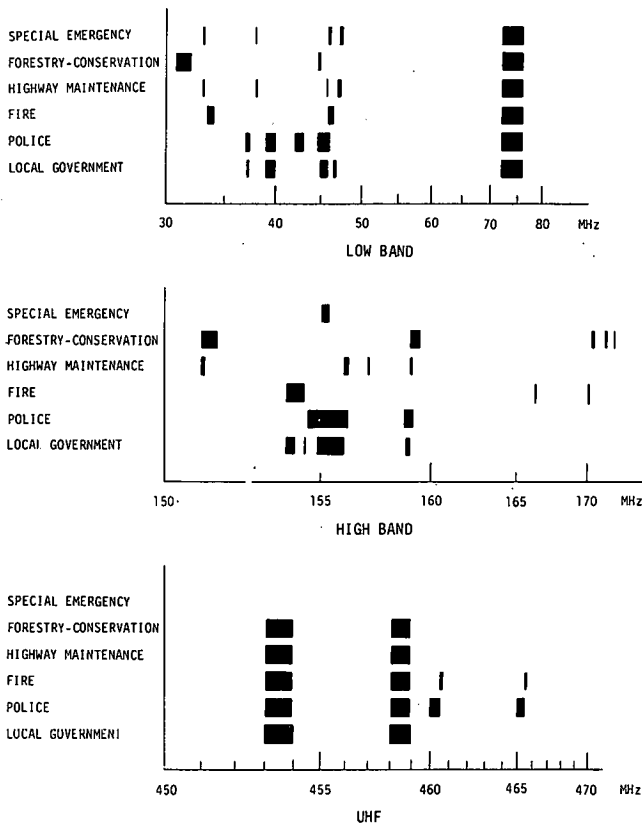 SPECIAL EMERGENCY
FORESTRY-CONSERVATION
HIGHWAY MAINTENANCE
FIRE
POLICE
LOCAL GOVERNMENT
30 40 50 60 70 80 MHz
LOW BAND
SPECIAL EMERGENCY
FORESTRY-CONSERVATION
HIGHWAY MAINTENANCE
FIRE
POLICE
LOCAL GOVERNMENT
150 155 160 165 170 MHz
HIGH BAND
SPECIAL EMERGENCY
FORESTRY-CONSERVATION
HIGHWAY MAINTENANCE
FIRE
POLICE
LOCAL GOVERNMENT
450 455 460 465 470 MHz
UHF